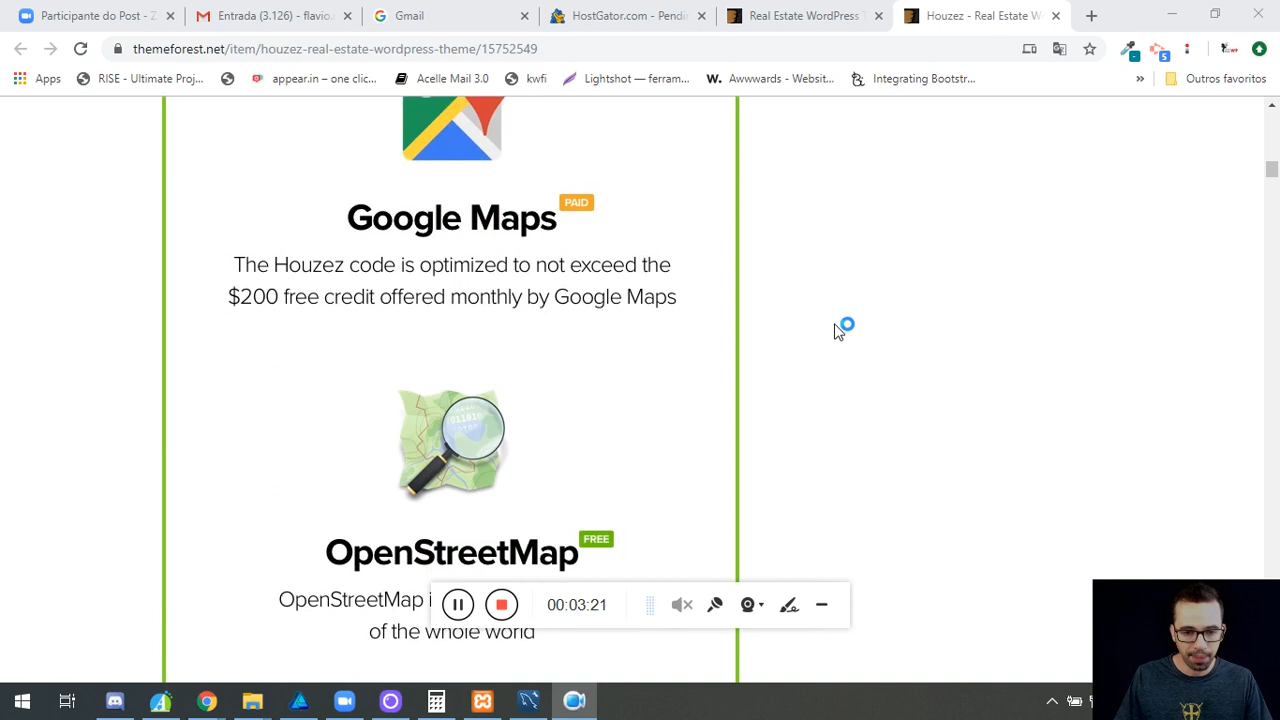 Participante do Post - Z
Entrada (3.126) - flavio.r
Gmail
HostGator.com - Pendi
Real Estate WordPress T
Houzez - Real Estate W
themeforest.net/item/houzez-real-estate-wordpress-theme/15752549
Apps
RISE - Ultimate Proj...
appear.in – one clic...
Acelle Mail 3.0
kwfi
Lightshot — ferram...
W. Awwwards - Websit...
Integrating Bootstr...
»
Outros favoritos
Google Maps PAID
The Houzez code is optimized to not exceed the
$200 free credit offered monthly by Google Maps
OpenStreetMap FREE
OpenStreetMap i
of the whole world
00:03:21